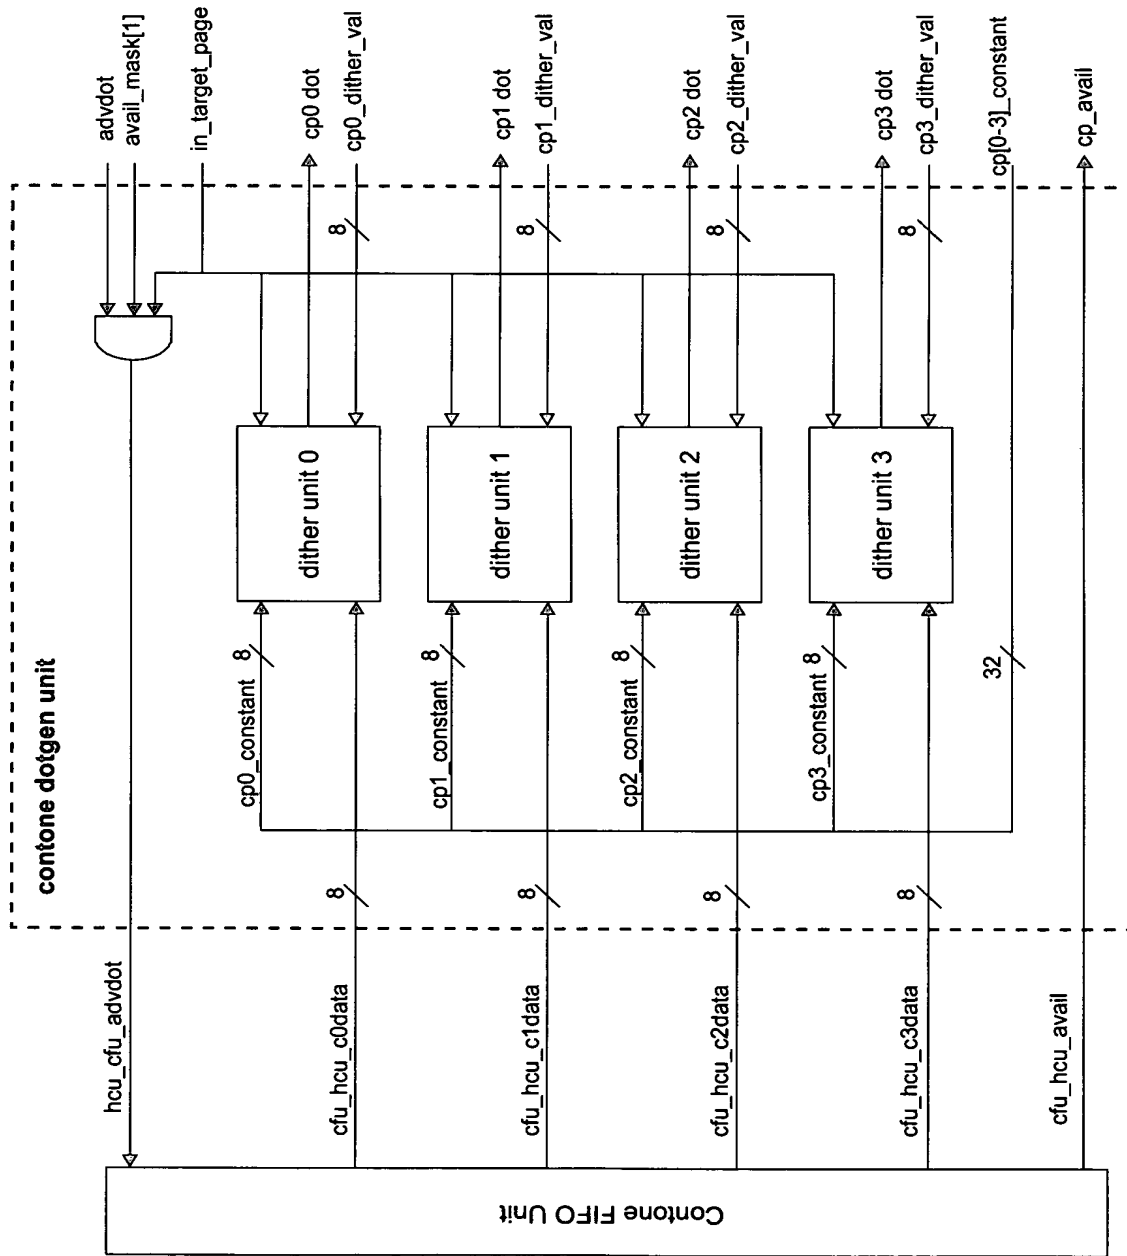 contone dotgen unit
advdot
avail_mask[1]
in_target_page
hcu_cfu_advdot
cp0 dot
cp0_dither_val
8
dither unit 0
cp0_constant
8
cfu_hcu_c0data
8
cp1 dot
cp1_dither_val
8
dither unit 1
cp1_constant
8
cfu_hcu_c1data
8
cp2 dot
cp2_dither_val
8
dither unit 2
cp2_constant
8
cfu_hcu_c2data
8
cp3 dot
cp3_dither_val
8
dither unit 3
cp3_constant
8
cfu_hcu_c3data
8
cp[0-3]_constant
32
cfu_hcu_avail
cp_avail
Contone FIFO Unit